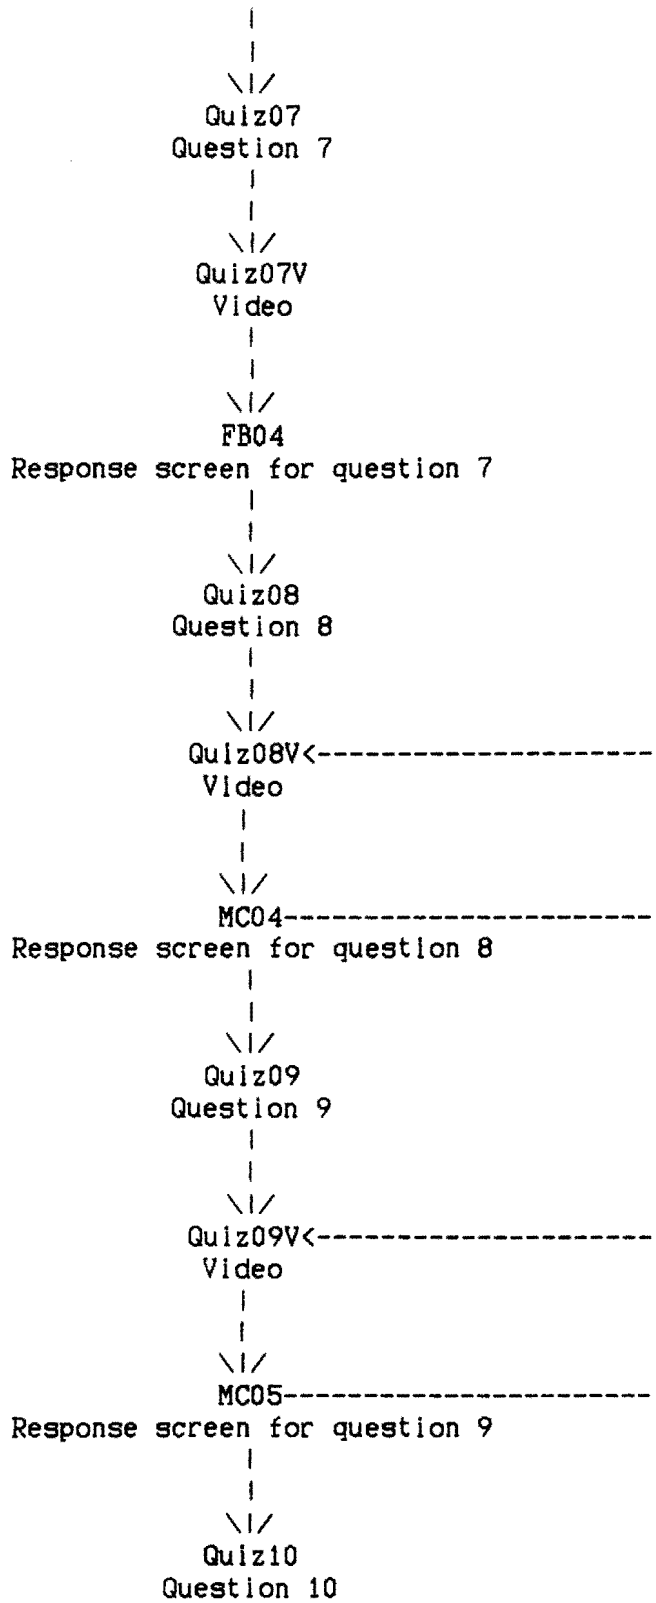 |
|
\|/
Quiz07
Question 7
|
|
\|/
Quiz07V
Video
|
|
\|/
FB04
Response screen for question 7
|
|
\|/
Quiz08
Question 8
|
|
\|/
Quiz08V<---------------------
Video
|
|
\|/
MC04-----------------------
Response screen for question 8
|
|
\|/
Quiz09
Question 9
|
|
\|/
Quiz09V<---------------------
Video
|
|
\|/
MC05-----------------------
Response screen for question 9
|
|
\|/
Quiz10
Question 10